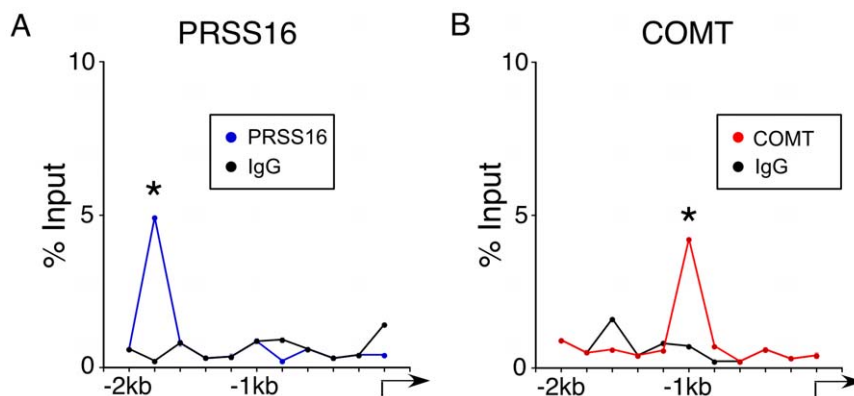 A
PRSS16
10
5
0
% Input
*
PRSS16
IgG
-2kb
-1kb
B
COMT
10
5
0
% Input
*
COMT
IgG
-2kb
-1kb